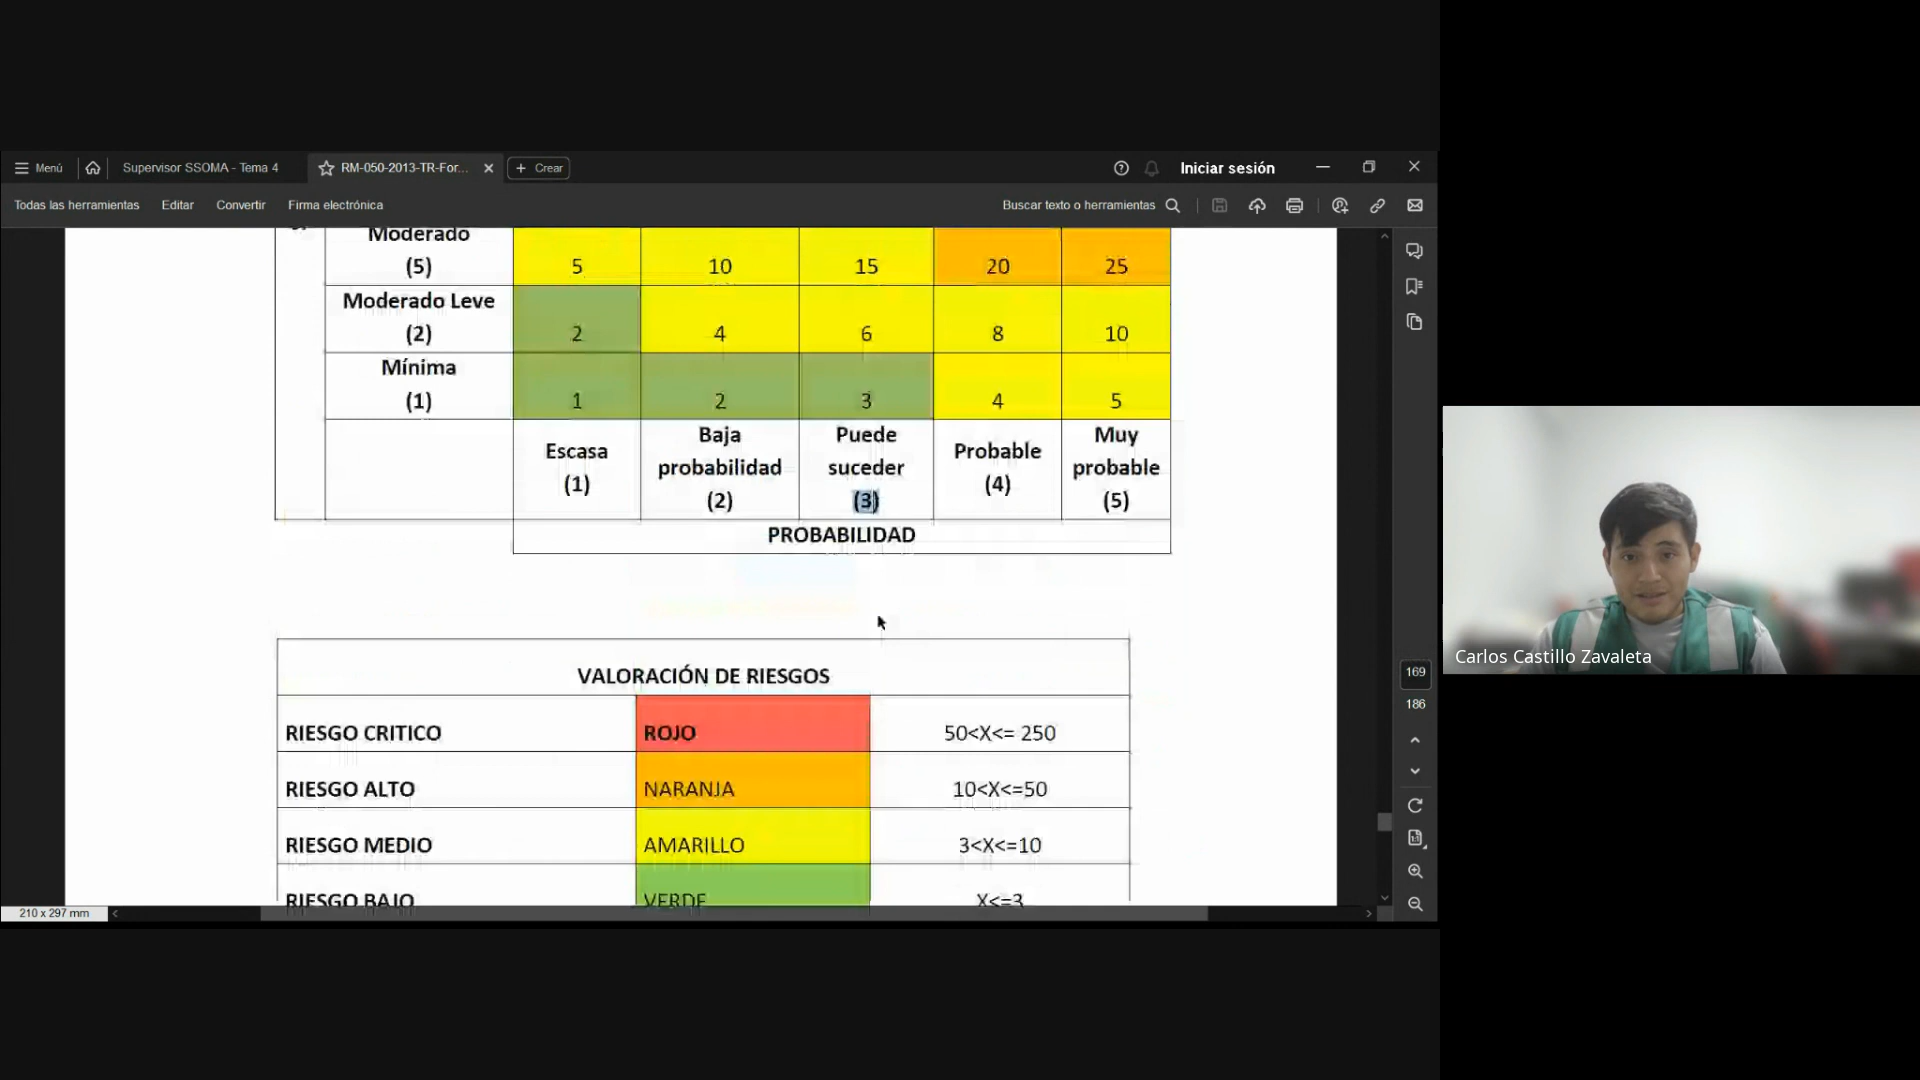 Menú
Supervisor SSOMA - Tema 4
RM-050-2013-TR-For...
Crear
Iniciar sesión
Todas las herramientas
Editar
Convertir
Firma electrónica
Buscar texto o herramientas
Moderado
(5)
5
10
15
20
25
Moderado Leve
(2)
2
4
6
8
10
Mínima
(1)
1
2
3
4
5
Escasa
(1)
Baja
probabilidad
(2)
Puede
suceder
(3)
Probable
(4)
Muy
probable
(5)
PROBABILIDAD
VALORACIÓN DE RIESGOS
RIESGO CRITICO
ROJO
50<X<= 250
RIESGO ALTO
NARANJA
10<X<=50
RIESGO MEDIO
AMARILLO
3<X<=10
RIESGO BAJO
VERDE
X<=3
210 x 297 mm
169
186
Carlos Castillo Zavaleta